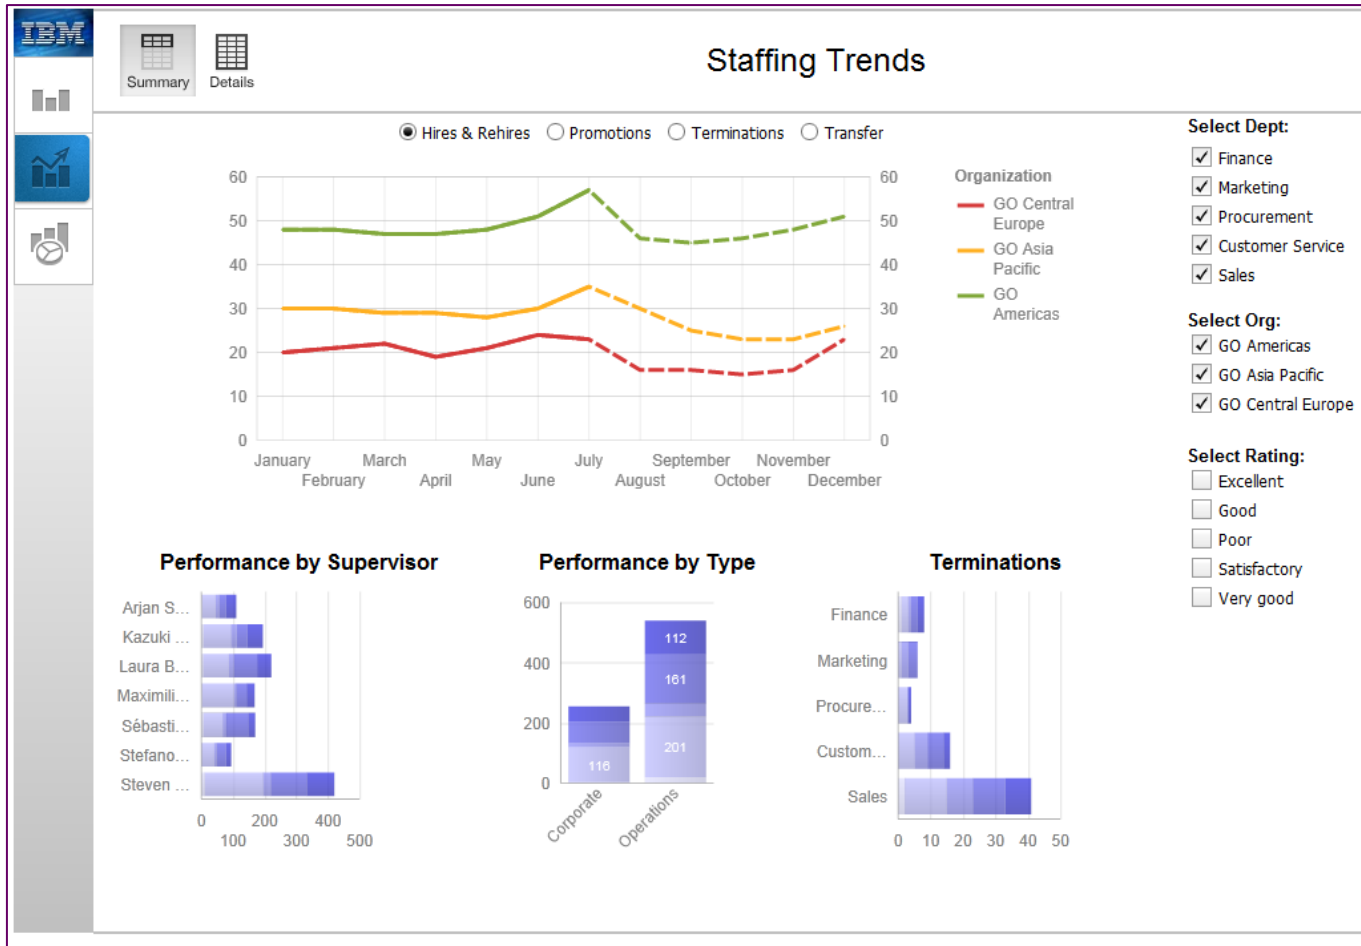 IBM
Summary
Details
Staffing Trends
Hires & Rehires
Promotions
Terminations
Transfer
60
50
40
30
20
10
0
60
50
40
30
20
10
0
January
February
March
April
May
June
July
August
September
October
November
December
Organization
GO Central
Europe
GO Asia
Pacific
GO
Americas
Select Dept:
Finance
Marketing
Procurement
Customer Service
Sales
Select Org:
GO Americas
GO Asia Pacific
GO Central Europe
Select Rating:
Excellent
Good
Poor
Satisfactory
Very good
Performance by Supervisor
Arjan S...
Kazuki ...
Laura B...
Maximili...
Sébasti...
Stefano...
Steven ...
0
100
200
300
400
500
Performance by Type
600
400
200
0
116
112
161
201
Corporate
Operations
Terminations
Finance
Marketing
Procure...
Custom...
Sales
0 10 20 30 40 50